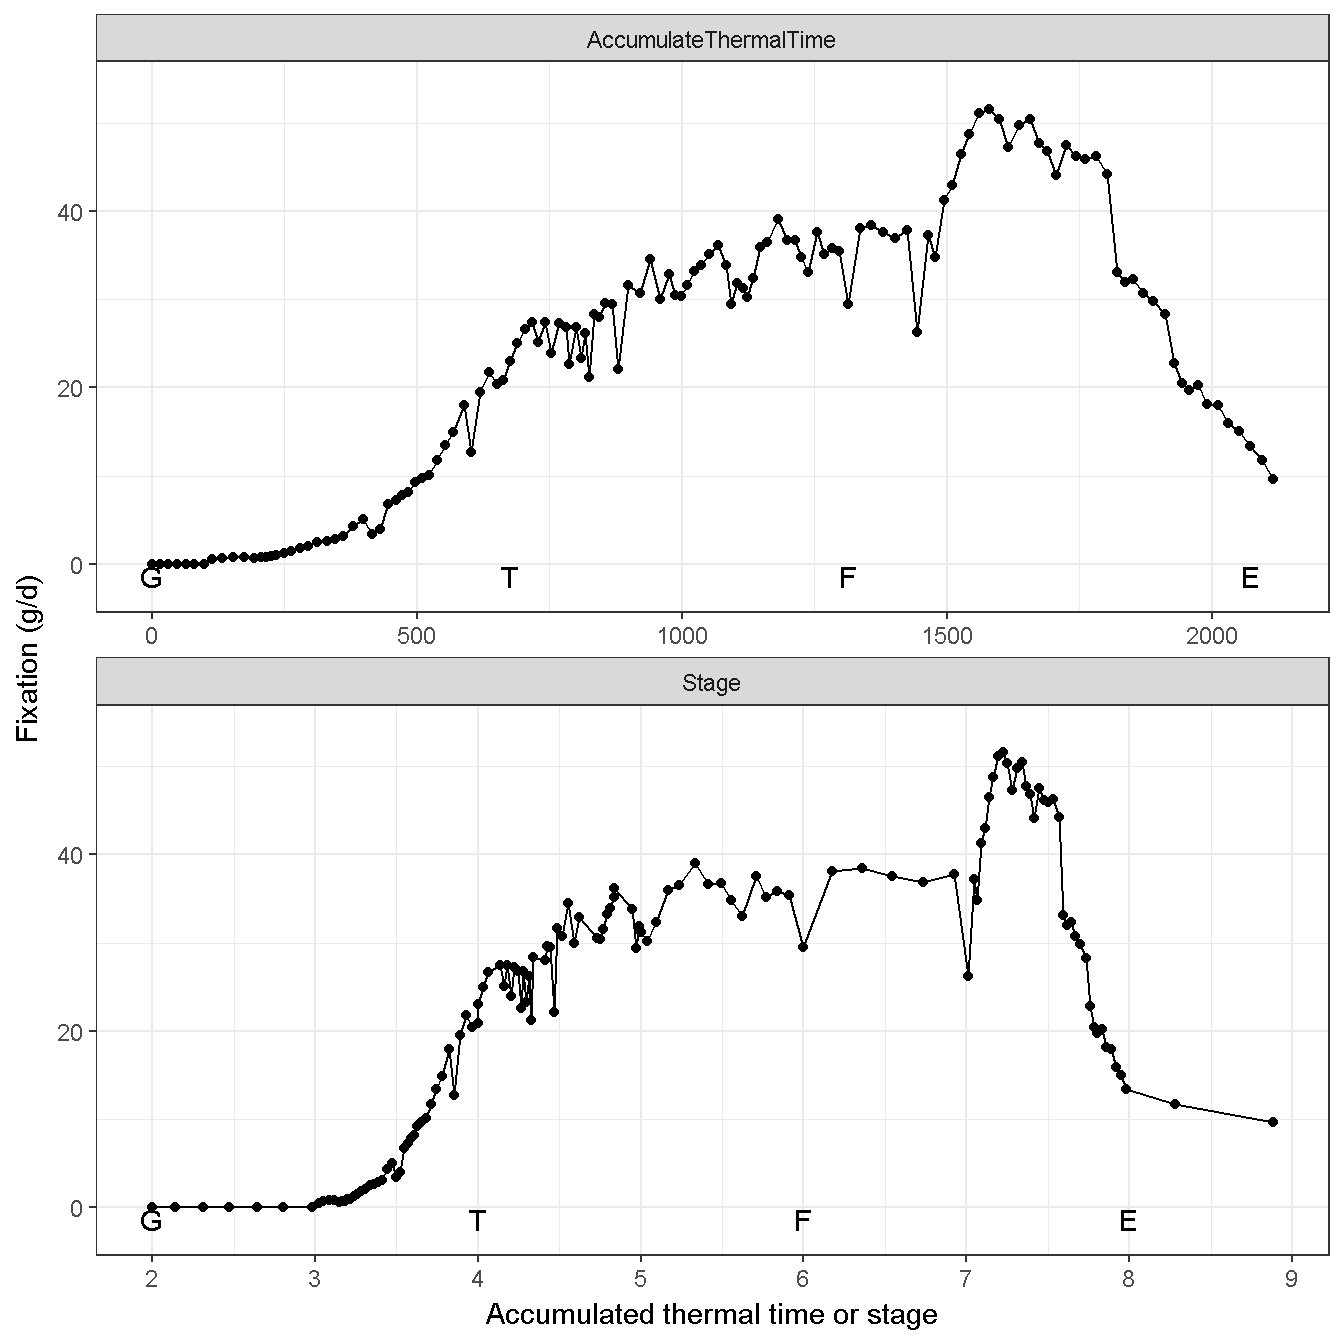 AccumulateThermalTime
40
20
0
G T F E
0 500 1000 1500 2000
Fixation (g/d)
Stage
40
20
0
G T F E
2 3 4 5 6 7 8 9
Accumulated thermal time or stage